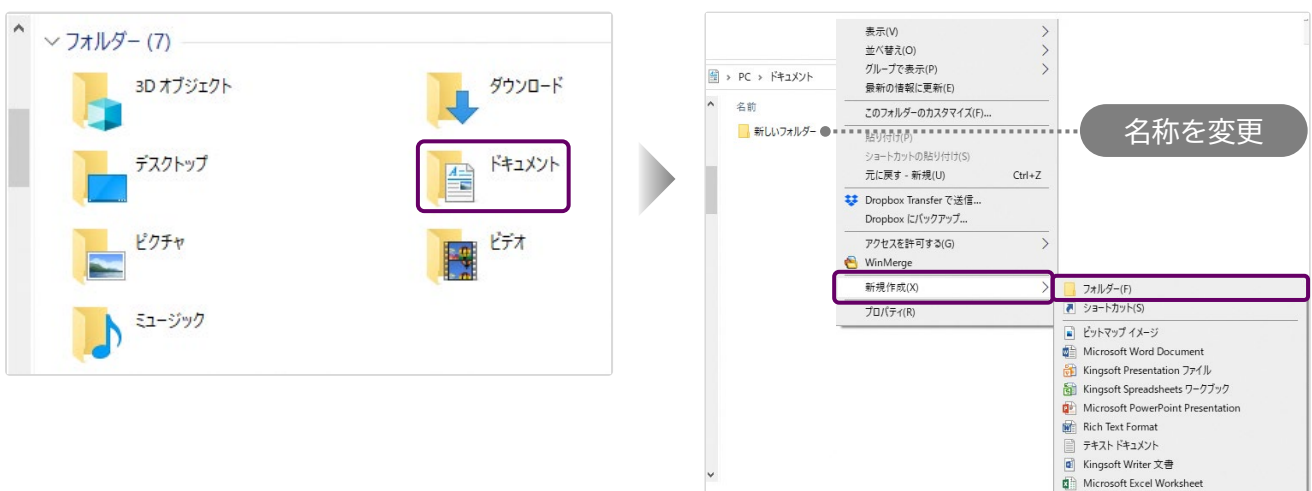 フォルダー (7)
3D オブジェクト
ダウンロード
デスクトップ
ドキュメント
ピクチャ
ビデオ
ミュージック
PC › ドキュメント
名前
新しいフォルダー
表示(V)
並べ替え(O)
グループで表示(P)
最新の情報に更新(E)
このフォルダーのカスタマイズ(F)...
貼り付け(P)
ショートカットの貼り付け(S)
元に戻す - 新規(U) Ctrl+Z
Dropbox Transfer で送信...
Dropbox にバックアップ...
アクセスを許可する(G)
WinMerge
新規作成(X)
プロパティ(R)
名称を変更
フォルダー(F)
ショートカット(S)
ビットマップ イメージ
Microsoft Word Document
Kingsoft Presentation ファイル
Kingsoft Spreadsheets ワークブック
Microsoft PowerPoint Presentation
Rich Text Format
テキスト ドキュメント
Kingsoft Writer 文書
Microsoft Excel Worksheet